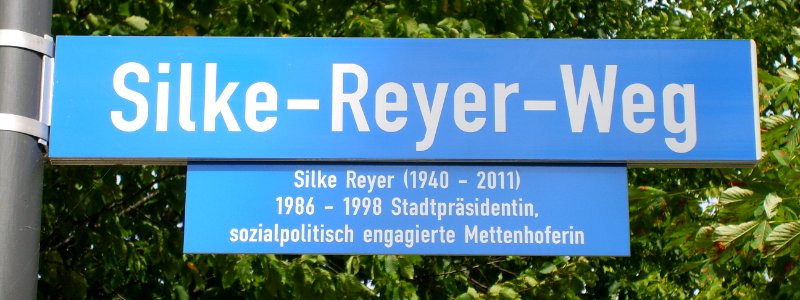 Silke-Reyer-Weg
Silke Reyer (1940 - 2011)
1986 - 1998 Stadtpräsidentin,
sozialpolitisch engagierte Mettenhoferin